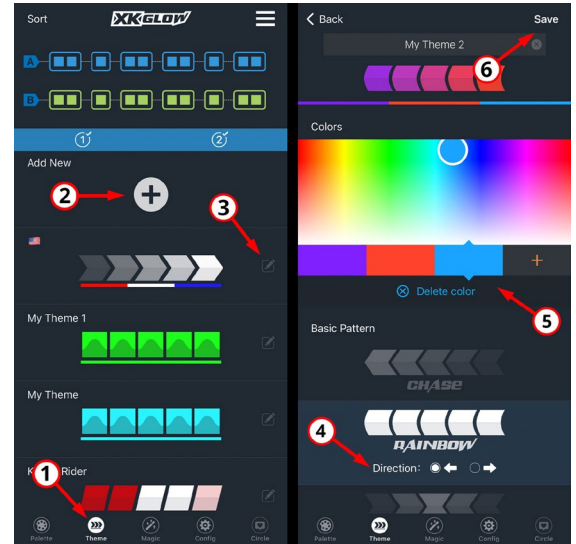 Sort
XKGLOW
A
B
1 2
Add New
2
3
My Theme 1
My Theme
Rider
1
Palette Theme Magic Config Circle
Back Save
My Theme 2
6
Colors
+
Delete color
5
Basic Pattern
CHASE
4
RAINBOW
Direction:
Palette Theme Magic Config Circle